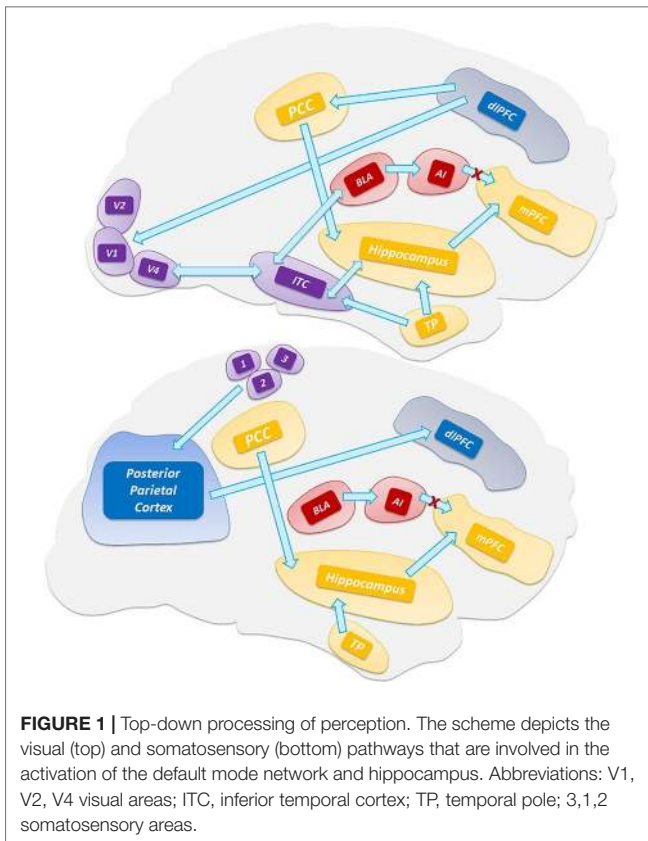 PCC
dlPFC
BLA
AI
mPFC
V2
V1
V4
ITC
Hippocampus
TP
1
3
2
PCC
dlPFC
Posterior
Parietal
Cortex
BLA
AI
mPFC
Hippocampus
TP
FIGURE 1 | Top-down processing of perception. The scheme depicts the
visual (top) and somatosensory (bottom) pathways that are involved in the
activation of the default mode network and hippocampus. Abbreviations: V1,
V2, V4 visual areas; ITC, inferior temporal cortex; TP, temporal pole; 3,1,2
somatosensory areas.